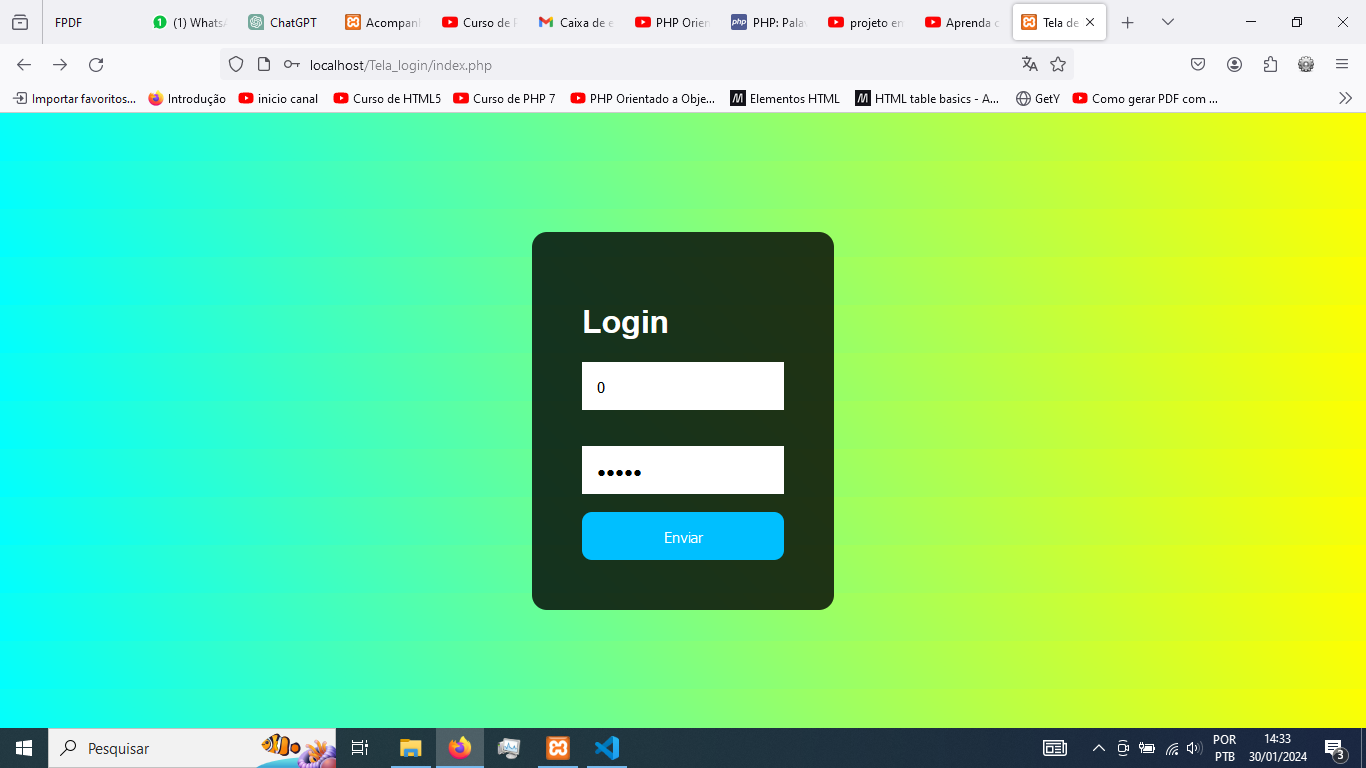 FPDF
(1) Whats
ChatGPT
Acompan
Curso de
Caixa de e
PHP Orien
PHP: Pala
projeto en
Aprenda
Tela de
localhost/Tela_login/index.php
Importar favoritos...
Introdução
inicio canal
Curso de HTML5
Curso de PHP 7
PHP Orientado a Obje...
Elementos HTML
HTML table basics - A...
GetY
Como gerar PDF com ...
Login
0
•••••
Enviar
Pesquisar
POR
PTB
14:33
30/01/2024
3